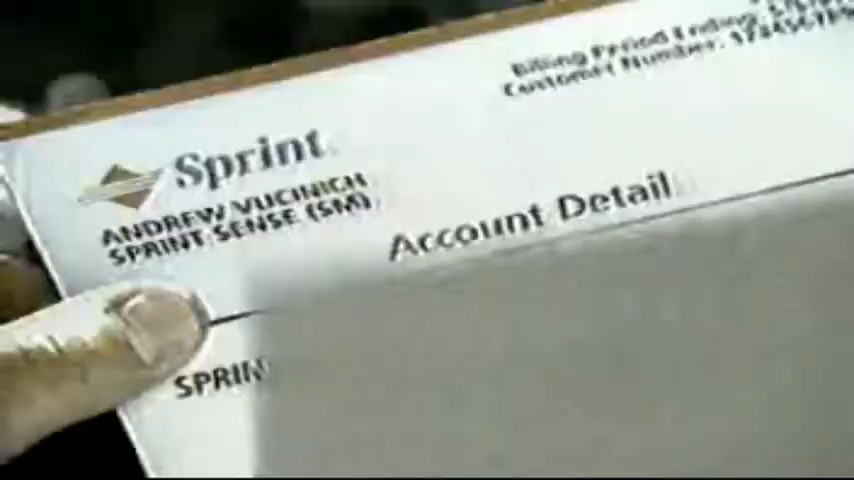 Billing Period Ending:
Customer Number:
Sprint
ANDREW VUCINICH
SPRINT SENSE (SM)
Account Detail
SPRIN